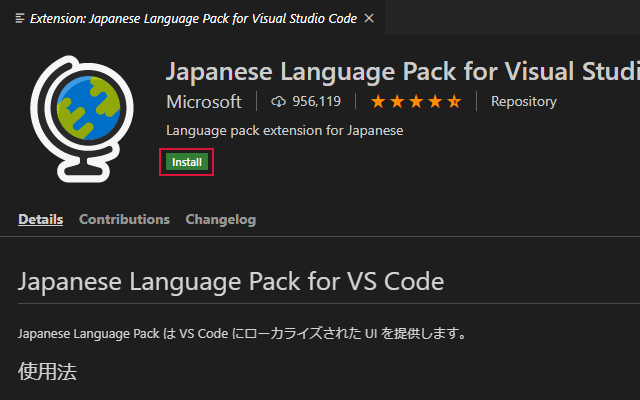 Extension: Japanese Language Pack for Visual Studio Code
Japanese Language Pack for Visual Studi
Microsoft 956,119 Repository
Language pack extension for Japanese
Install
Details Contributions Changelog
Japanese Language Pack for VS Code
Japanese Language Pack は VS Code にローカライズされた UI を提供します。
使用法